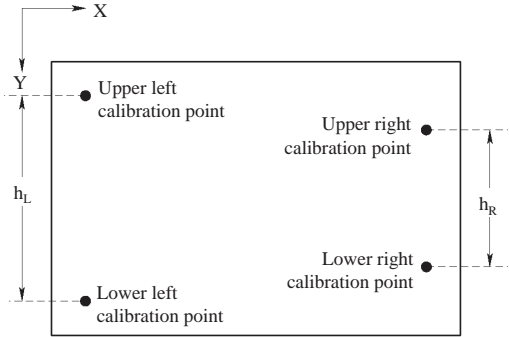 X
Y
Upper left
calibration point
Upper right
calibration point
h_L
h_R
Lower right
calibration point
Lower left
calibration point